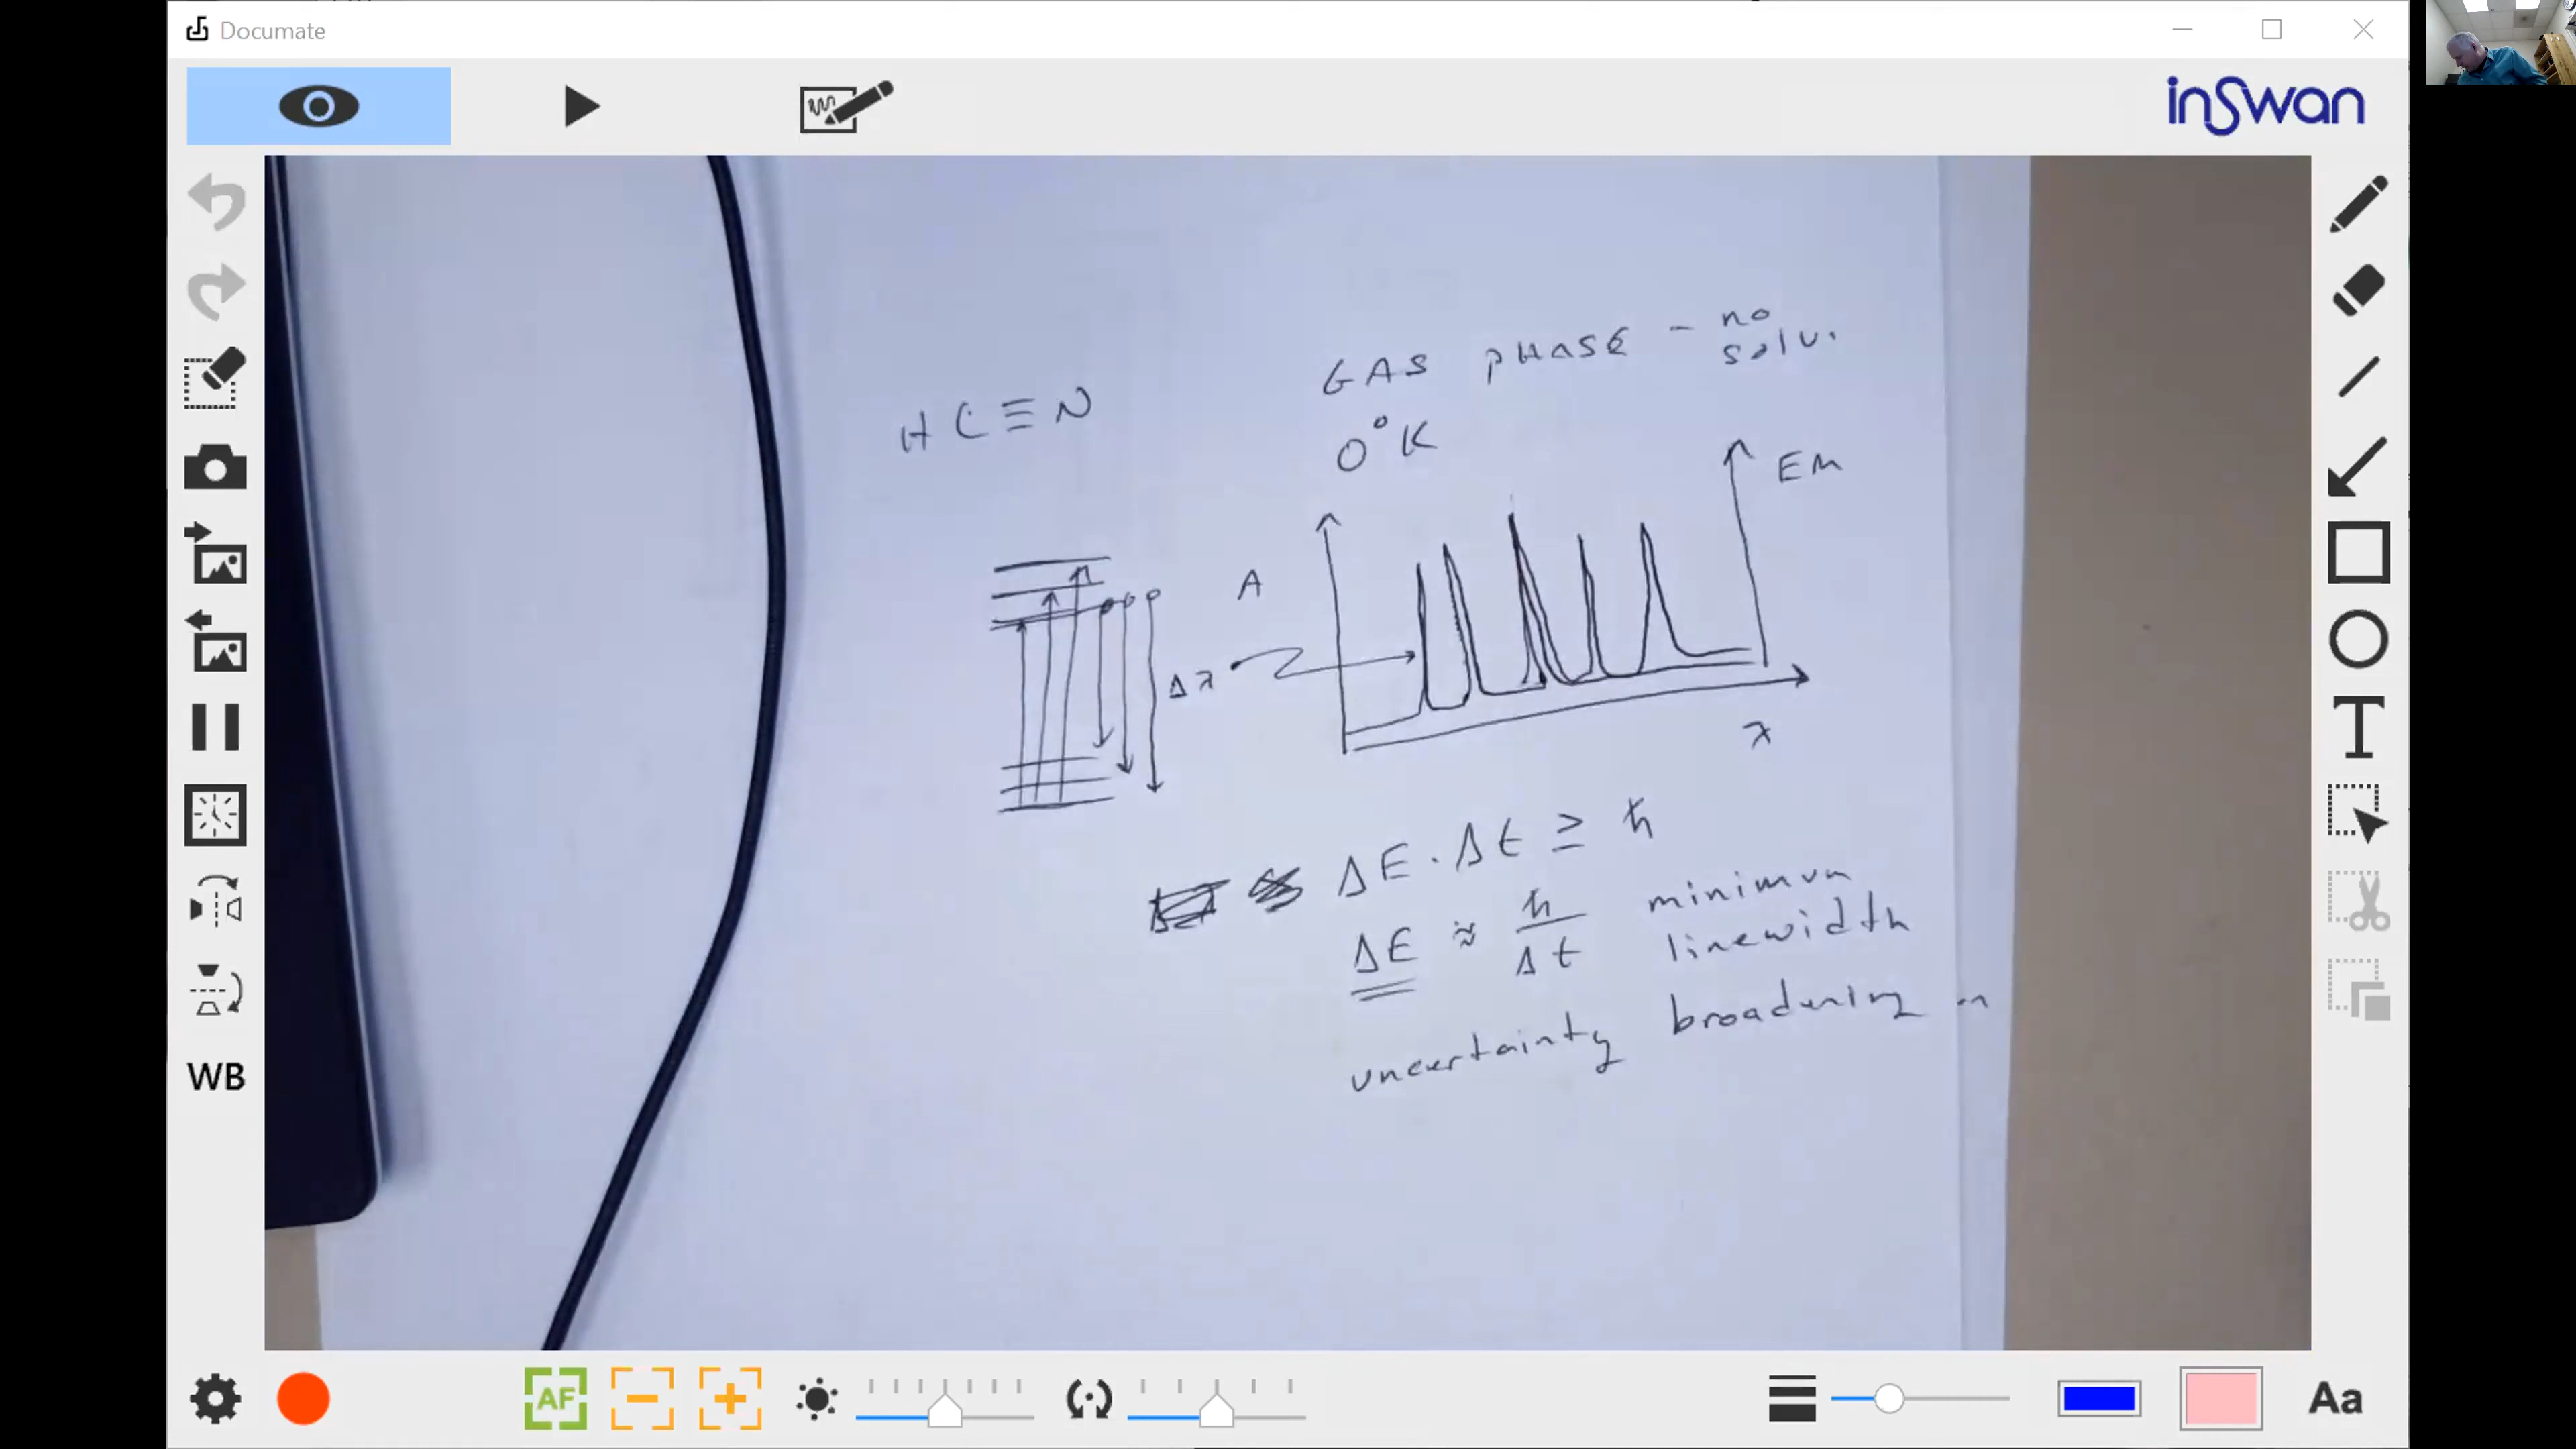 Documate
inswan
GAS PHASE - no solv.
HC≡N
0°K
EM
A
Δλ
λ
ΔE · Δt ≥ ħ
ΔE ≈ ħ/Δt minimum linewidth
uncertainty broadening
WB
AF
Aa